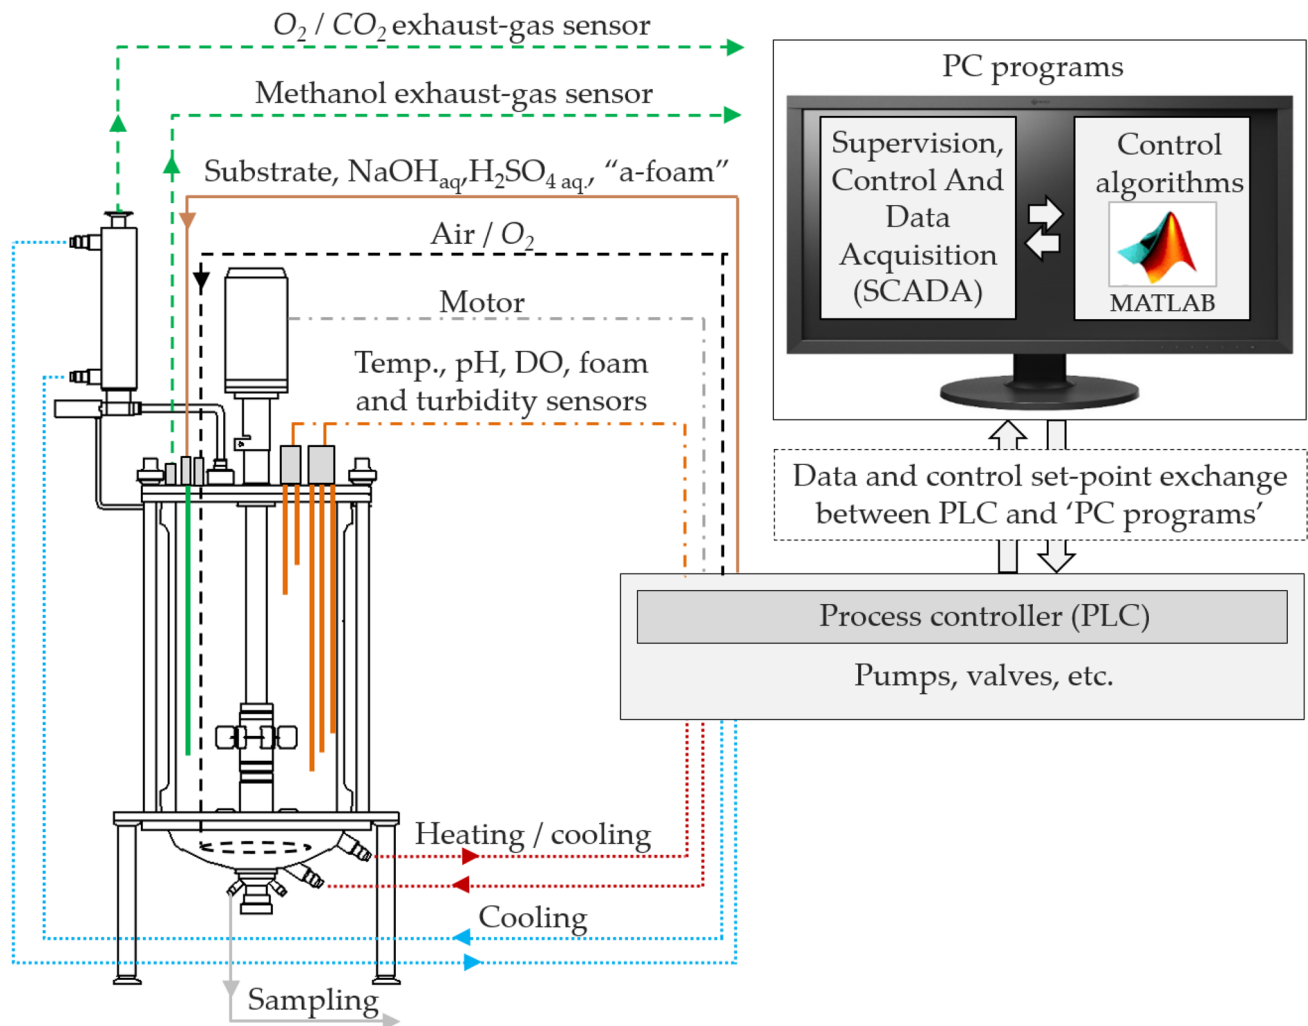 O2 / CO2 exhaust-gas sensor
Methanol exhaust-gas sensor
Substrate, NaOHaq,H2SO4 aq., “a-foam”
Air / O2
Motor
Temp., pH, DO, foam
and turbidity sensors
PC programs
Supervision,
Control And
Data
Acquisition
(SCADA)
Control
algorithms
MATLAB
Data and control set-point exchange
between PLC and ‘PC programs’
Process controller (PLC)
Pumps, valves, etc.
Heating / cooling
Cooling
Sampling